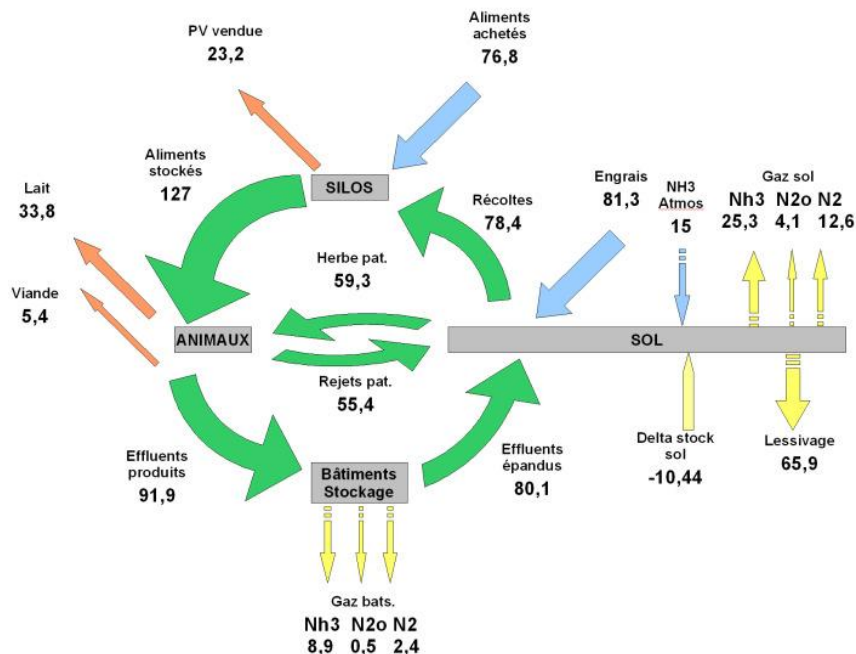 PV vendue
23,2
Aliments
achetés
76,8
Aliments
stockés
127
SILOS
Lait
33,8
Récoltes
78,4
Engrais
81,3
NH3
Atmos
15
Gaz sol
Nh3 N2o N2
25,3 4,1 12,6
Herbe pat.
59,3
Viande
5,4
ANIMAUX
SOL
Rejets pat.
55,4
Effluents
produits
91,9
Bâtiments
Stockage
Effluents
épandus
80,1
Delta stock
sol
-10,44
Lessivage
65,9
Gaz bats.
Nh3 N2o N2
8,9 0,5 2,4